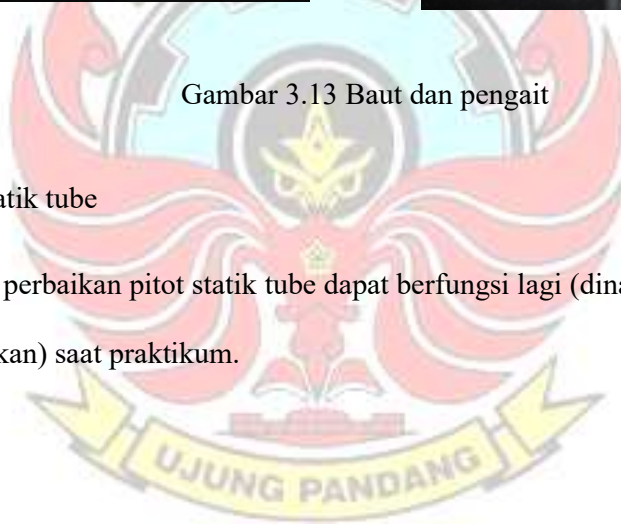 Gambar 3.13 Baut dan pengait
atik tube
perbaikan pitot statik tube dapat berfungsi lagi (dina
kan) saat praktikum.
UJUNG PANDANG